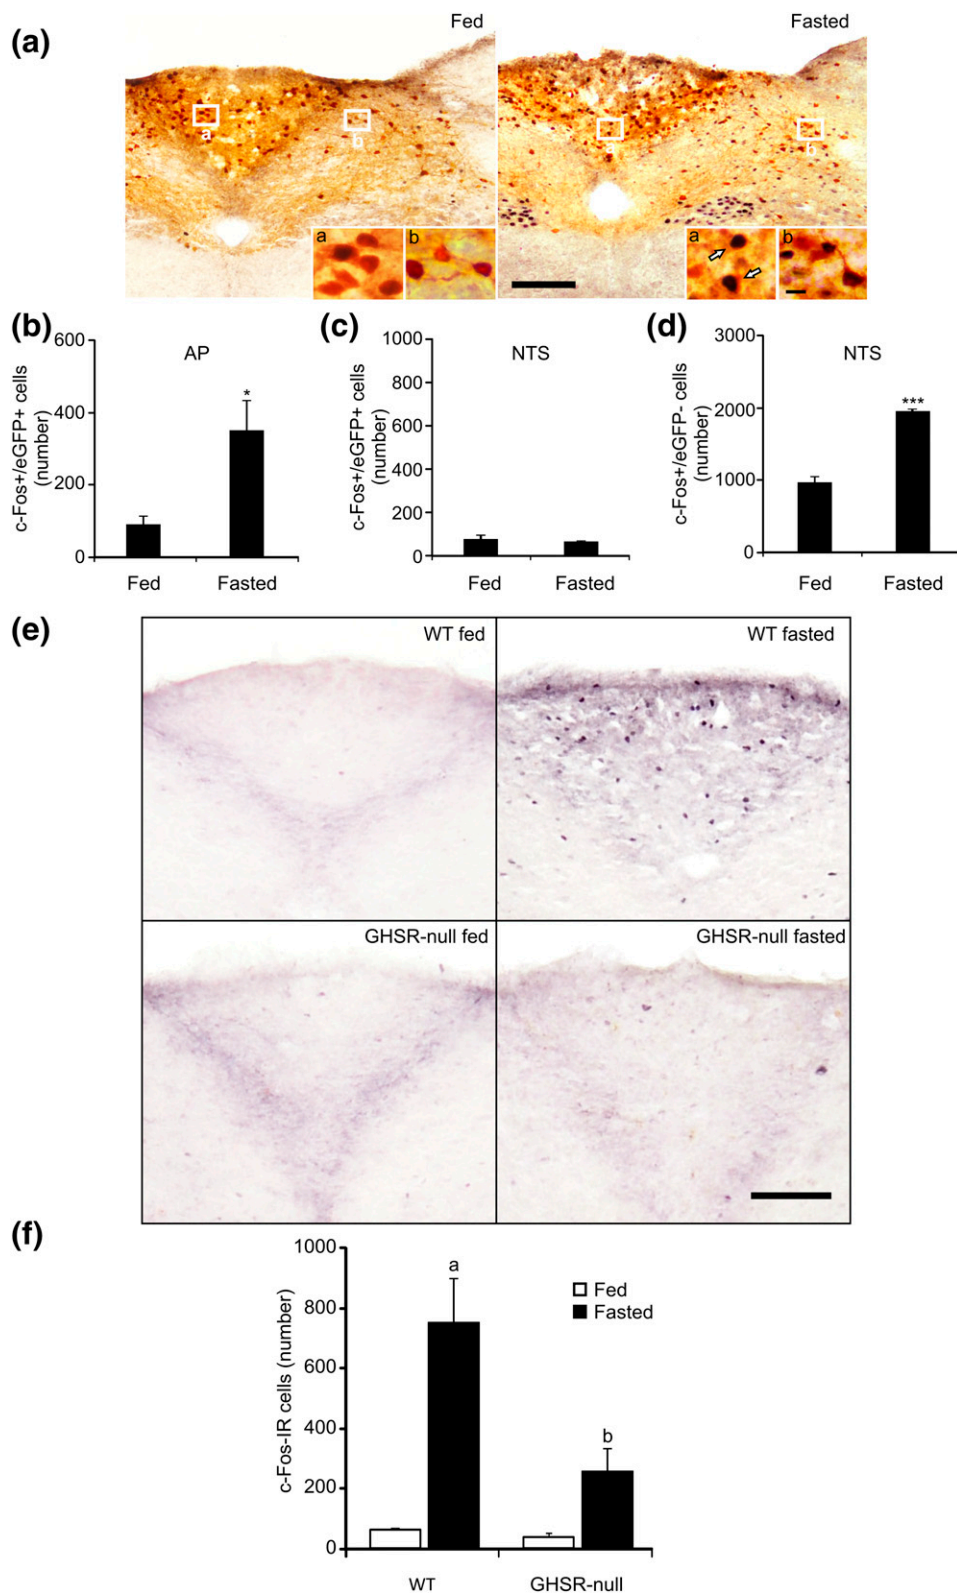 (a)
Fed
Fasted
a
b
a
b
a
b
a
b
(b)
(c)
(d)
c-Fos+/eGFP+ cells
(number)
600
400
200
0
AP
*
Fed
Fasted
c-Fos+/eGFP+ cells
(number)
1000
800
600
400
200
0
NTS
Fed
Fasted
c-Fos+/eGFP- cells
(number)
3000
2000
1000
0
NTS
***
Fed
Fasted
(e)
WT fed
WT fasted
GHSR-null fed
GHSR-null fasted
(f)
c-Fos-IR cells (number)
1000
800
600
400
200
0
a
b
Fed
Fasted
WT
GHSR-null